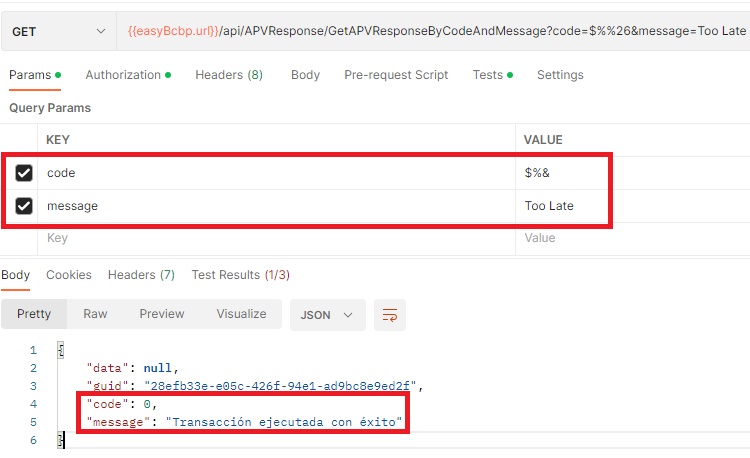 GET {{easyBcbp.url}}/api/APVResponse/GetAPVResponseByCodeAndMessage?code=$%%26&message=Too Late
Params Authorization Headers (8) Body Pre-request Script Tests Settings
Query Params
KEY VALUE
code $%&
message Too Late
Key Value
Body Cookies Headers (7) Test Results (1/3)
Pretty Raw Preview Visualize JSON
1 {
2 "data": null,
3 "guid": "28efb33e-e05c-426f-94e1-ad9bc8e9ed2f",
4 "code": 0,
5 "message": "Transacción ejecutada con éxito"
6 }